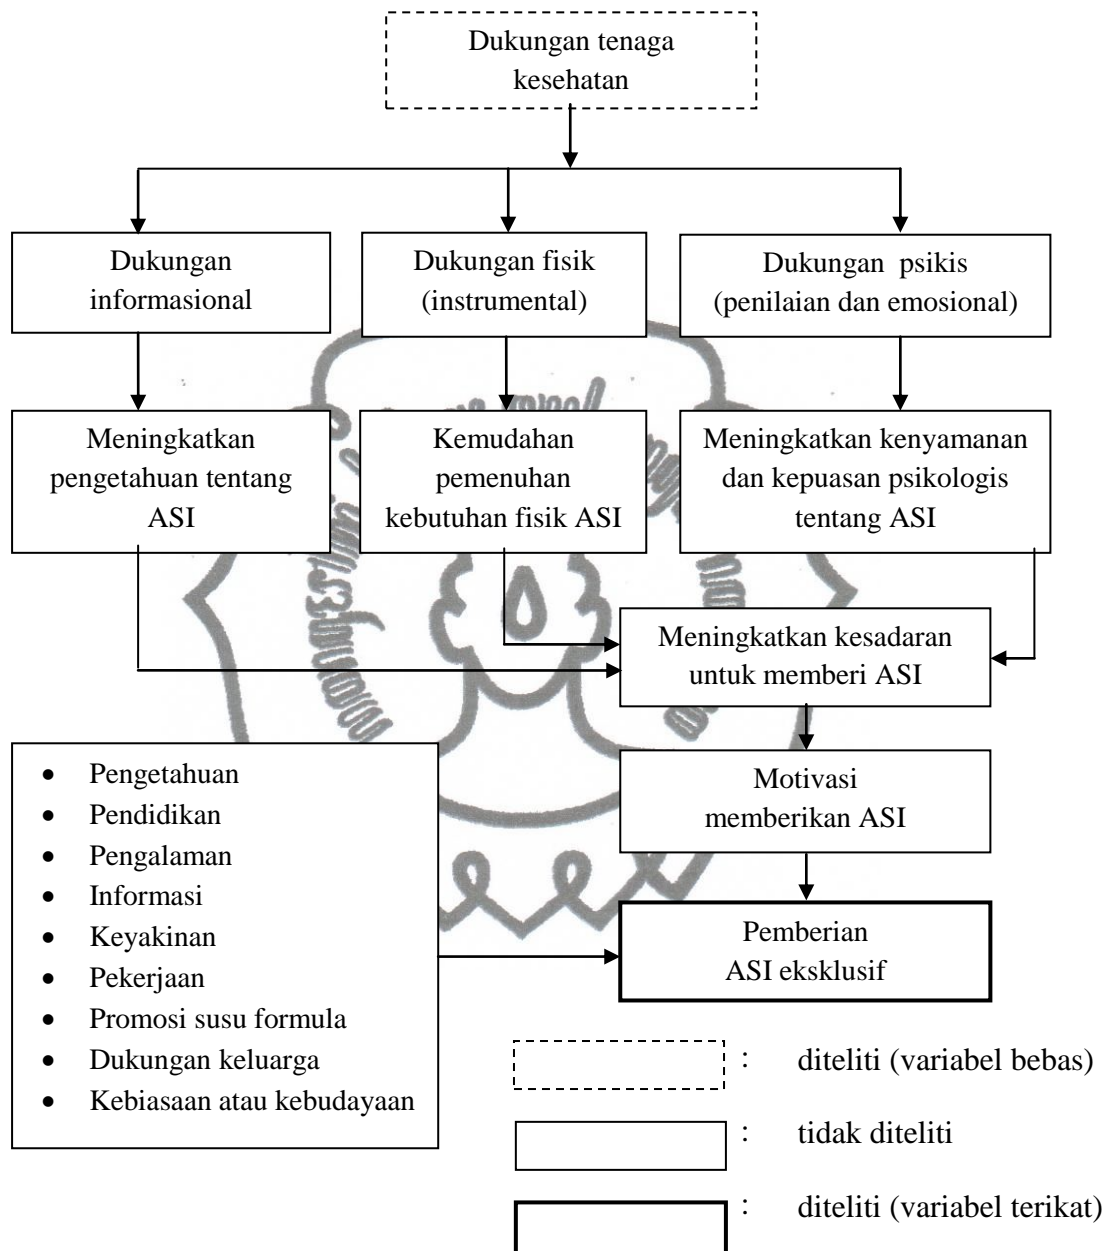 Dukungan tenaga
kesehatan
Dukungan
informasional
Dukungan fisik
(instrumental)
Dukungan psikis
(penilaian dan emosional)
Meningkatkan
pengetahuan tentang
ASI
Kemudahan
pemenuhan
kebutuhan fisik ASI
Meningkatkan kenyamanan
dan kepuasan psikologis
tentang ASI
Meningkatkan kesadaran
untuk memberi ASI
Motivasi
memberikan ASI
• Pengetahuan
• Pendidikan
• Pengalaman
• Informasi
• Keyakinan
• Pekerjaan
• Promosi susu formula
• Dukungan keluarga
• Kebiasaan atau kebudayaan
Pemberian
ASI eksklusif
: diteliti (variabel bebas)
: tidak diteliti
: diteliti (variabel terikat)